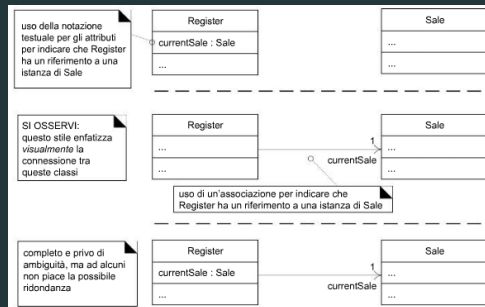 uso della notazione
testuale per gli attributi
per indicare che Register
ha un riferimento a una
istanza di Sale
Register
currentSale : Sale
...
Sale
...
...
SI OSSERVI:
questo stile enfatizza
visualmente la
connessione tra
queste classi
Register
...
...
1
currentSale
Sale
...
...
uso di un'associazione per indicare che
Register ha un riferimento a una istanza di Sale
completo e privo di
ambiguità, ma ad alcuni
non piace la possibile
ridondanza
Register
currentSale : Sale
...
1
currentSale
Sale
...
...